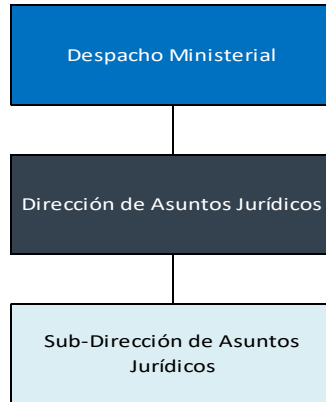 Despacho Ministerial
Dirección de Asuntos Jurídicos
Sub-Dirección de Asuntos
Jurídicos